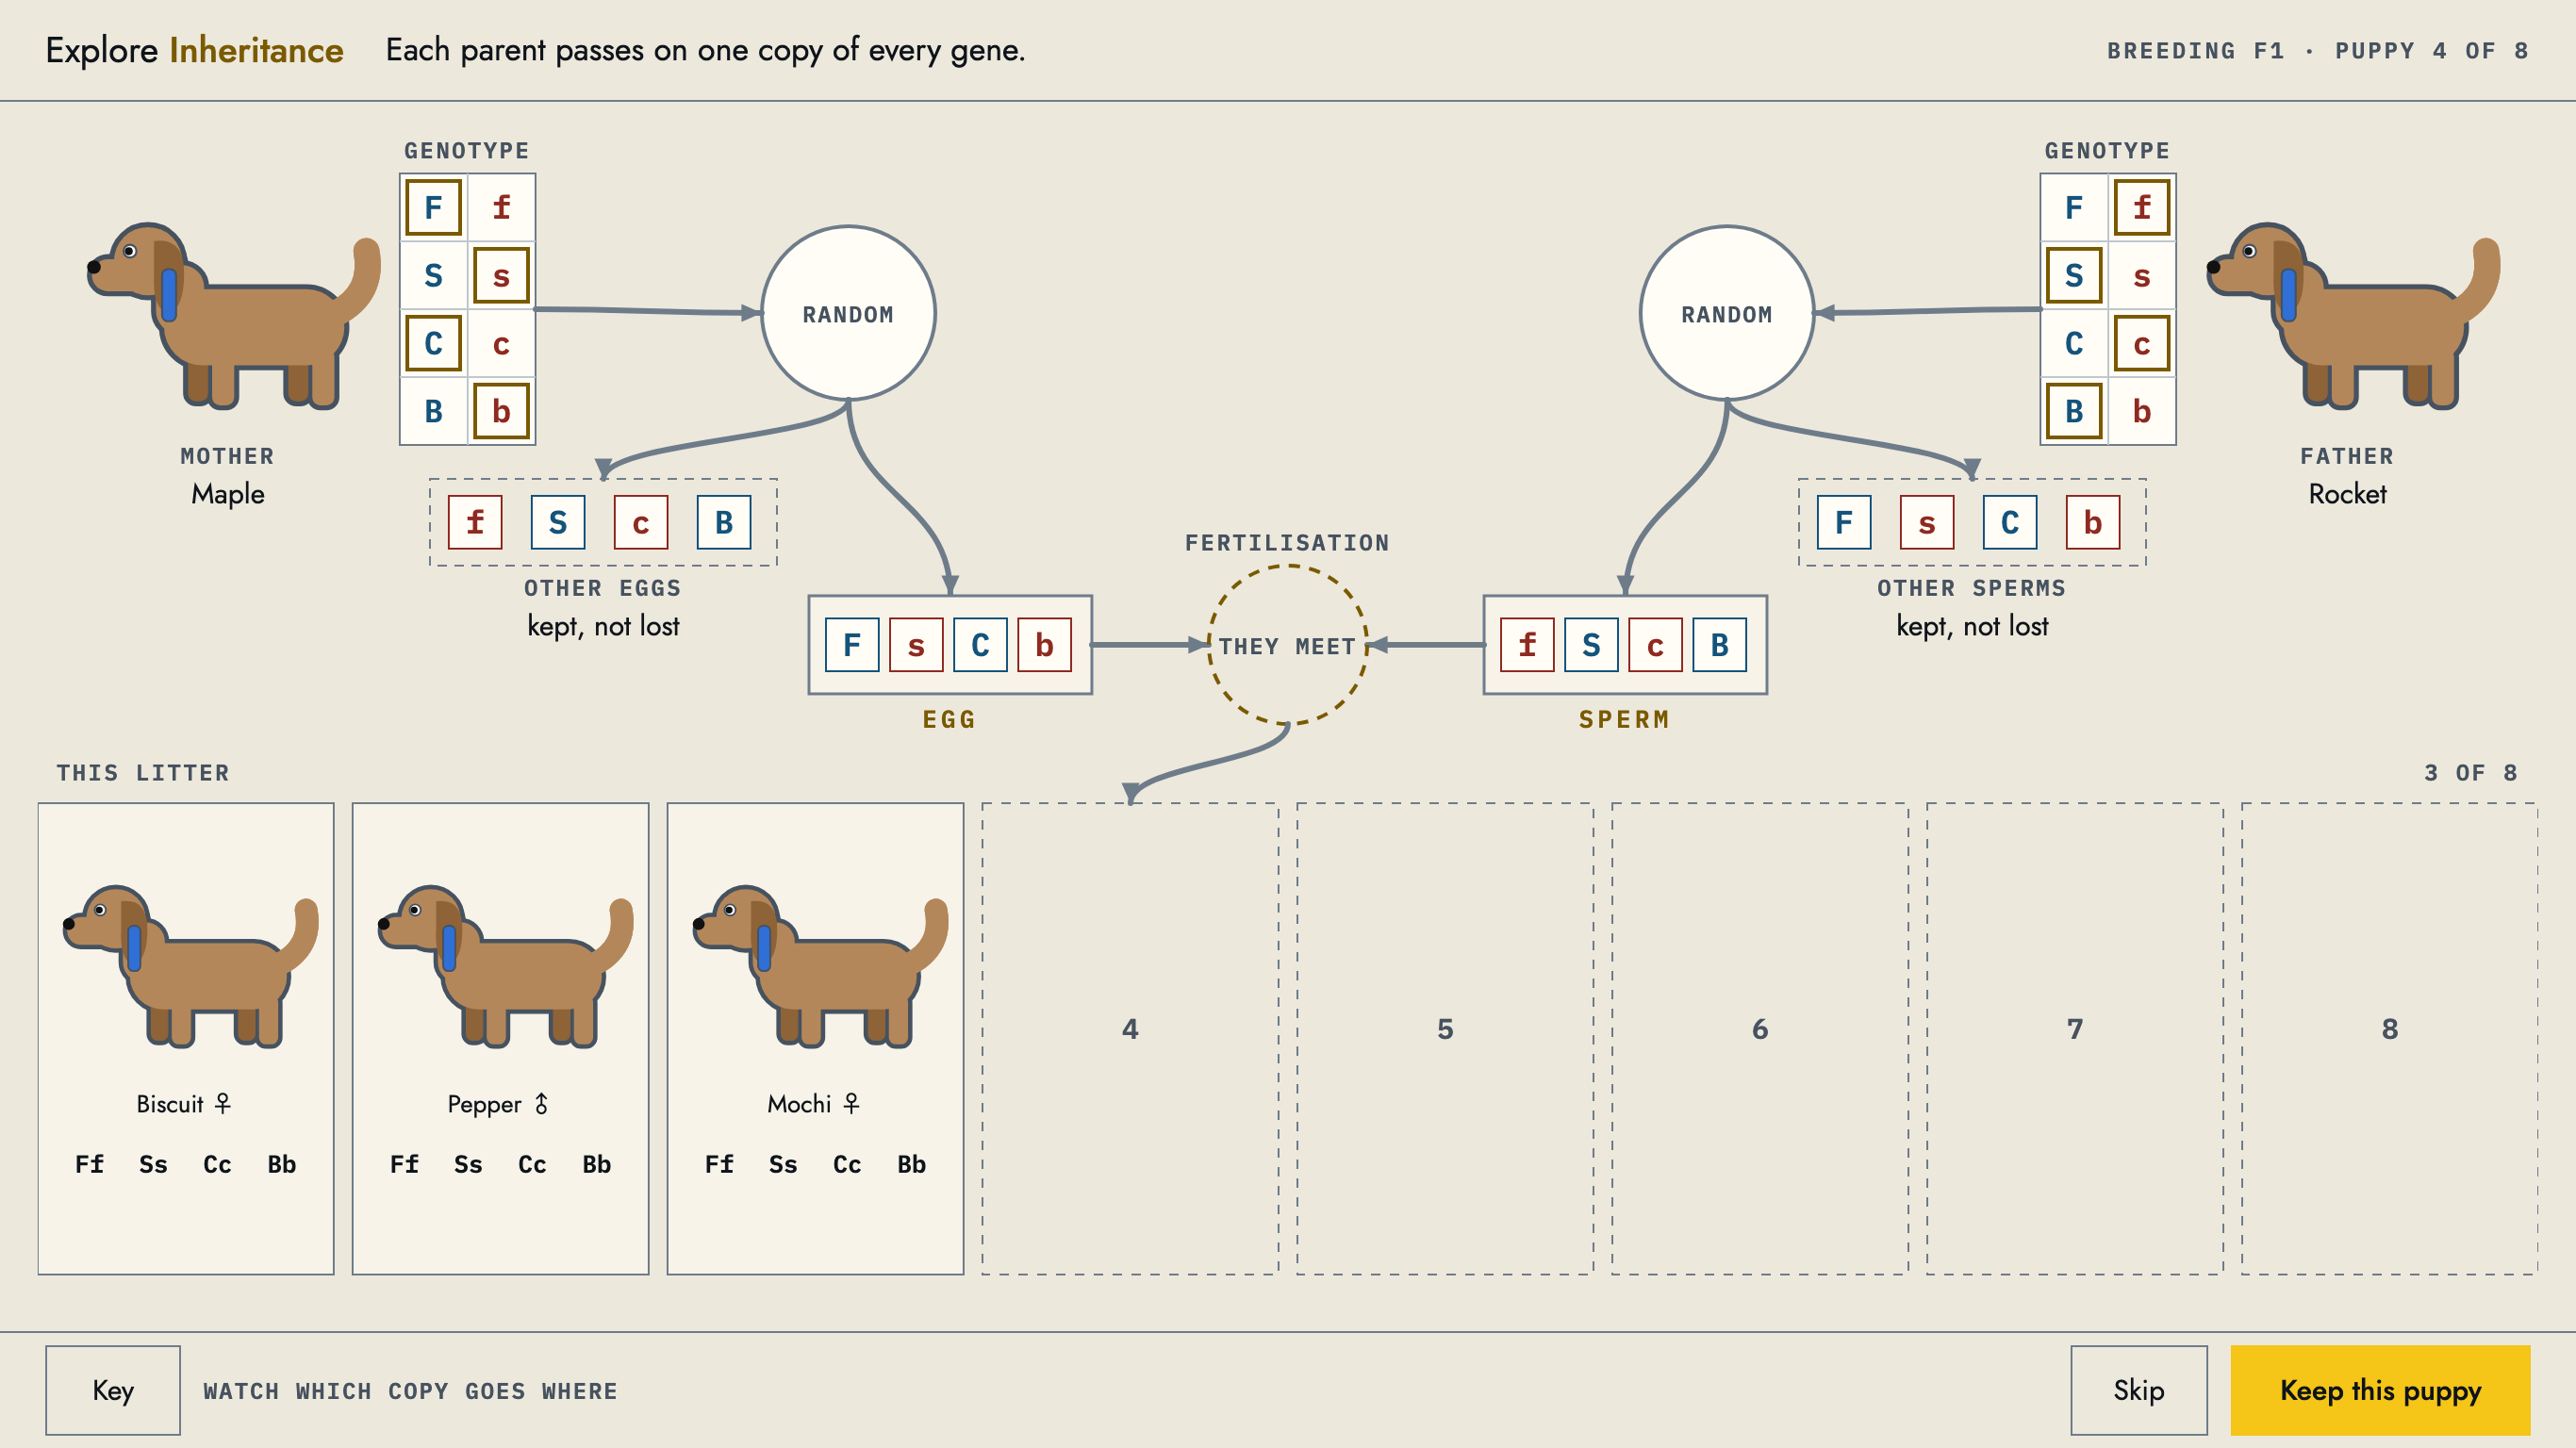 Explore Inheritance
Each parent passes on one copy of every gene.
BREEDING F1 · PUPPY 4 OF 8
GENOTYPE
F f
S s
C c
B b
MOTHER
Maple
RANDOM
f S c B
OTHER EGGS
kept, not lost
F s C b
EGG
FERTILISATION
THEY MEET
RANDOM
GENOTYPE
F f
S s
C c
B b
FATHER
Rocket
F s C b
OTHER SPERMS
kept, not lost
f S c B
SPERM
THIS LITTER
3 OF 8
Biscuit ♀
Ff Ss Cc Bb
Pepper ♂
Ff Ss Cc Bb
Mochi ♀
Ff Ss Cc Bb
4
5
6
7
8
Key
WATCH WHICH COPY GOES WHERE
Skip
Keep this puppy